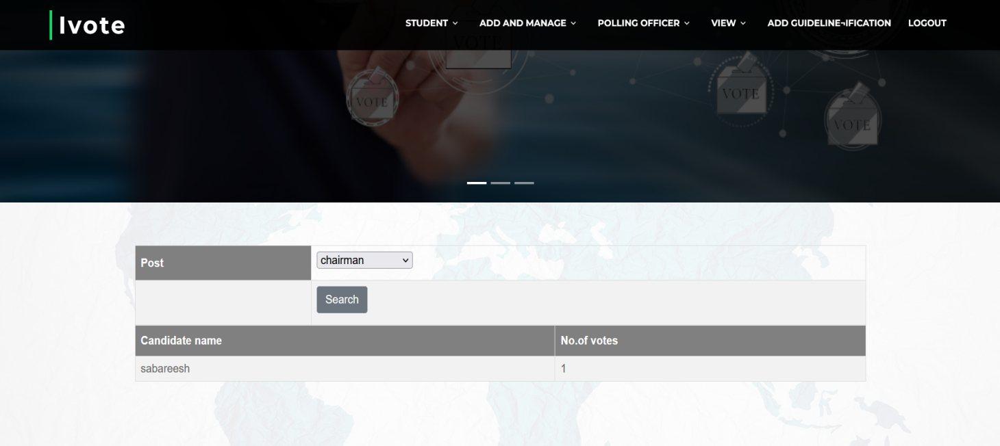 Ivote
STUDENT ADD AND MANAGE POLLING OFFICER VIEW ADD GUIDELINE¬IFICATION LOGOUT
VOTE
VOTE
VOTE
VOTE
Post chairman
Search
Candidate name No.of votes
sabareesh 1